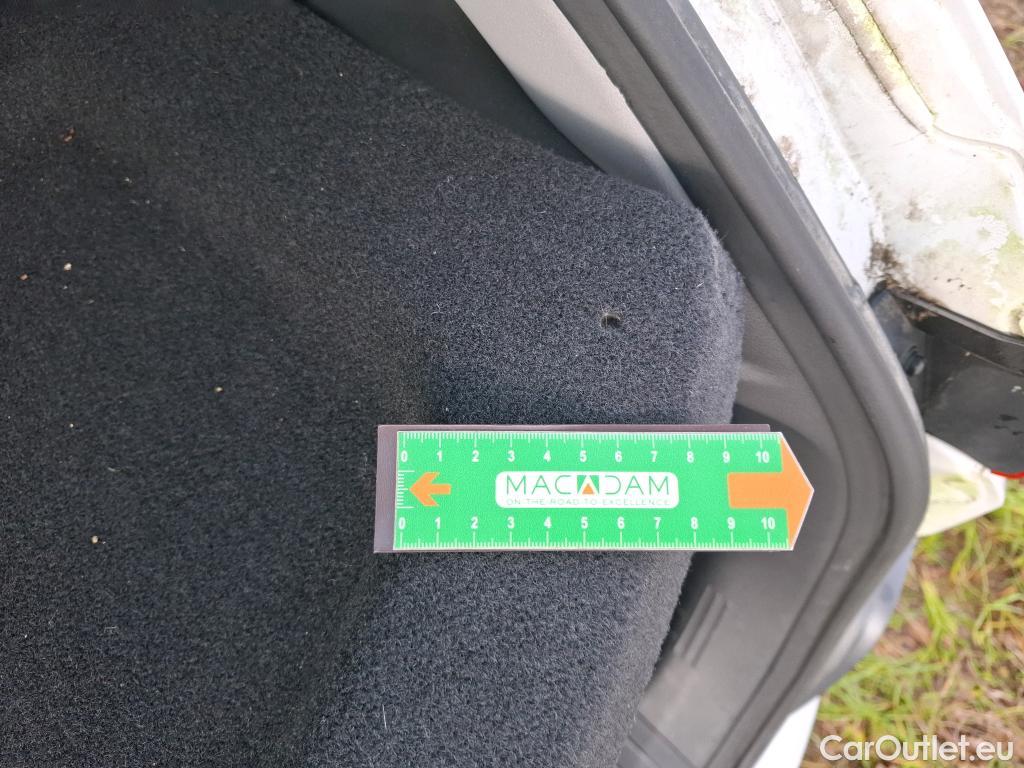 0 1 2 3 4 5 6 7 8 9 10
MACADAM
ON THE ROAD TO EXCELLENCE
0 1 2 3 4 5 6 7 8 9 10
CarOutlet.eu